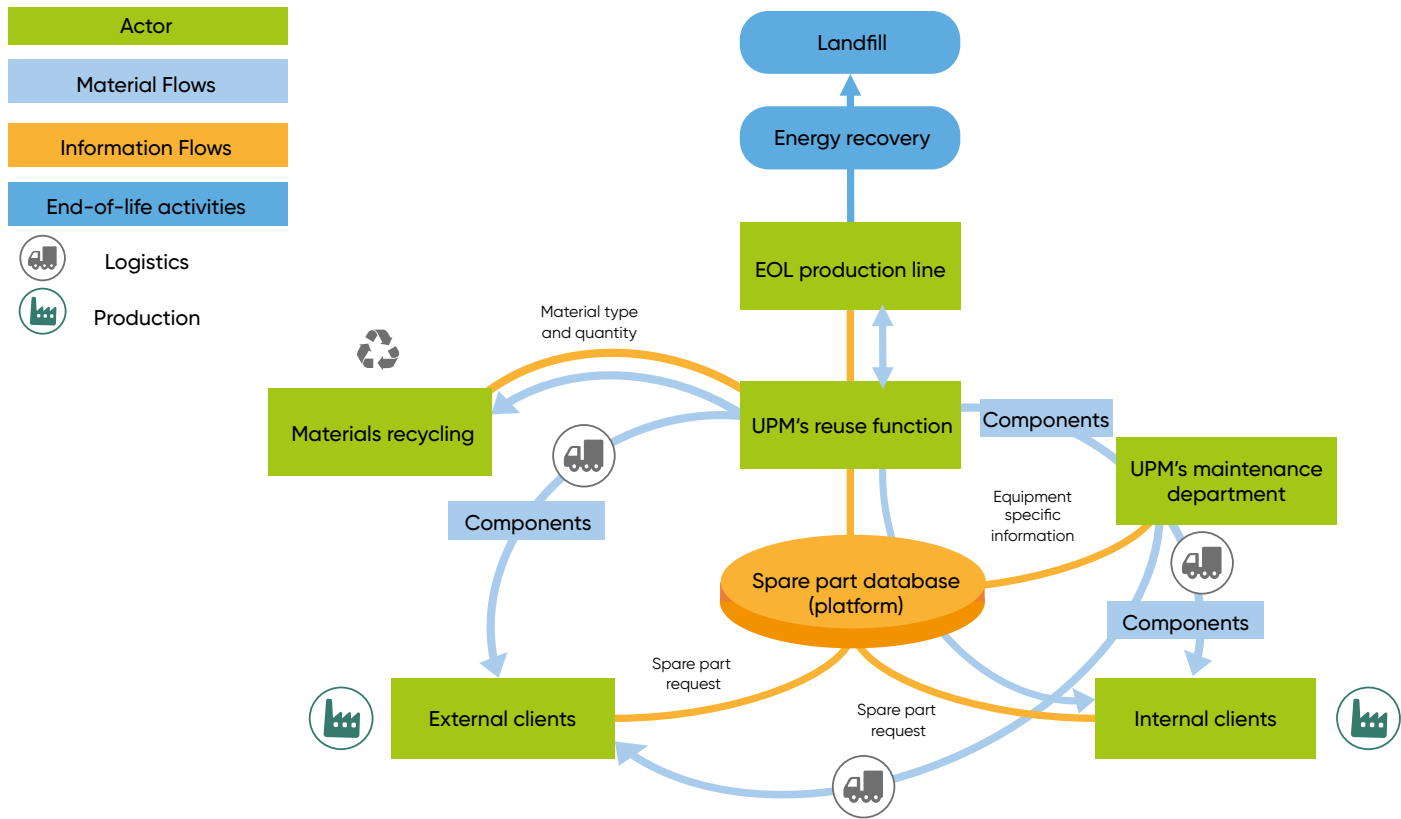 Actor
Material Flows
Information Flows
End-of-life activities
Logistics
Production
Landfill
Energy recovery
EOL production line
Material type
and quantity
Materials recycling
UPM's reuse function
Components
UPM's maintenance
department
Components
Equipment
specific
information
Spare part database
(platform)
Components
Spare part
request
Spare part
request
External clients
Internal clients